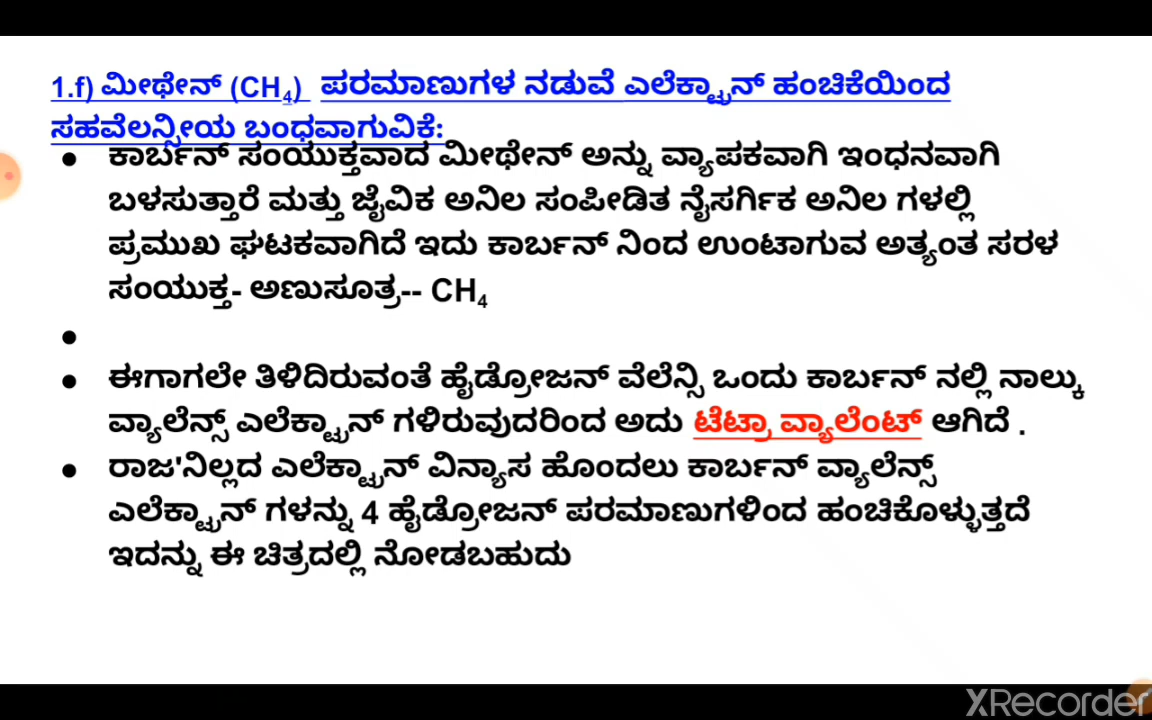 1.f) ಮೀಥೇನ್ (CH₄) ಪರಮಾಣುಗಳ ನಡುವೆ ಎಲೆಕ್ಟ್ರಾನ್ ಹಂಚಿಕೆಯಿಂದ
ಸಹವೆಲನ್ಸೀಯ ಬಂಧವಾಗುವಿಕೆ:
● ಕಾರ್ಬನ್ ಸಂಯುಕ್ತವಾದ ಮೀಥೇನ್ ಅನ್ನು ವ್ಯಾಪಕವಾಗಿ ಇಂಧನವಾಗಿ
ಬಳಸುತ್ತಾರೆ ಮತ್ತು ಜೈವಿಕ ಅನಿಲ ಸಂಪೀಡಿತ ನೈಸರ್ಗಿಕ ಅನಿಲ ಗಳಲ್ಲಿ
ಪ್ರಮುಖ ಘಟಕವಾಗಿದೆ ಇದು ಕಾರ್ಬನ್ ನಿಂದ ಉಂಟಾಗುವ ಅತ್ಯಂತ ಸರಳ
ಸಂಯುಕ್ತ- ಅಣುಸೂತ್ರ-- CH₄
●
● ಈಗಾಗಲೇ ತಿಳಿದಿರುವಂತೆ ಹೈಡ್ರೋಜನ್ ವೆಲೆನ್ಸಿ ಒಂದು ಕಾರ್ಬನ್ ನಲ್ಲಿ ನಾಲ್ಕು
ವ್ಯಾಲೆನ್ಸ್ ಎಲೆಕ್ಟ್ರಾನ್ ಗಳಿರುವುದರಿಂದ ಅದು ಟೆಟ್ರಾ ವ್ಯಾಲೆಂಟ್ ಆಗಿದೆ .
● ರಾಜ'ನಿಲ್ಲದ ಎಲೆಕ್ಟ್ರಾನ್ ವಿನ್ಯಾಸ ಹೊಂದಲು ಕಾರ್ಬನ್ ವ್ಯಾಲೆನ್ಸ್
ಎಲೆಕ್ಟ್ರಾನ್ ಗಳನ್ನು 4 ಹೈಡ್ರೋಜನ್ ಪರಮಾಣುಗಳಿಂದ ಹಂಚಿಕೊಳ್ಳುತ್ತದೆ
ಇದನ್ನು ಈ ಚಿತ್ರದಲ್ಲಿ ನೋಡಬಹುದು
XRecorder